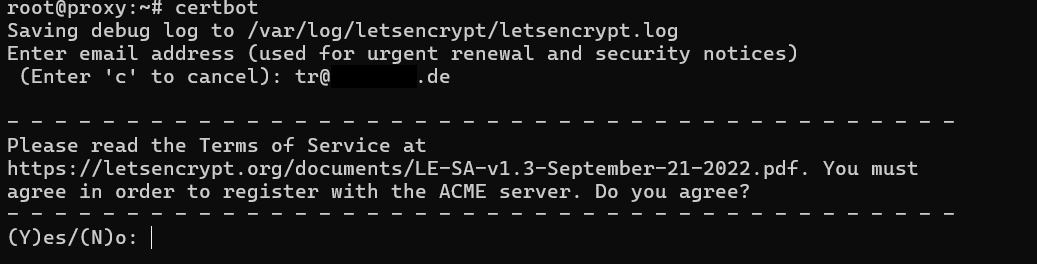 root@proxy:~# certbot
Saving debug log to /var/log/letsencrypt/letsencrypt.log
Enter email address (used for urgent renewal and security notices)
 (Enter 'c' to cancel): tr@.de
- - - - - - - - - - - - - - - - - - - - - - - - - - - - - - - - - - - - - - - -
Please read the Terms of Service at
https://letsencrypt.org/documents/LE-SA-v1.3-September-21-2022.pdf. You must
agree in order to register with the ACME server. Do you agree?
- - - - - - - - - - - - - - - - - - - - - - - - - - - - - - - - - - - - - - - -
(Y)es/(N)o: